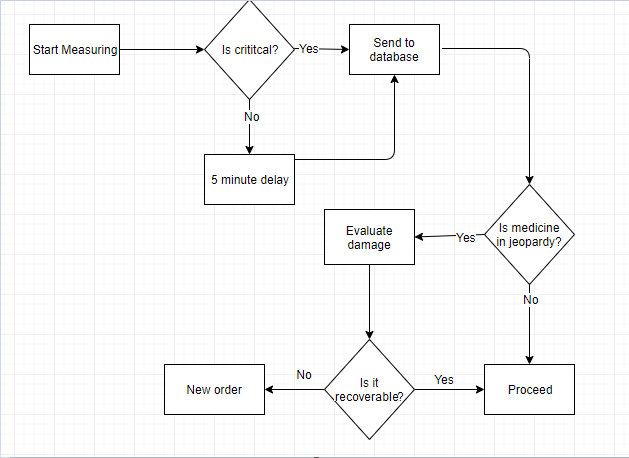 Start Measuring
Is crititcal?
Yes
Send to
database
No
5 minute delay
Is medicine
in jeopardy?
Yes
Evaluate
damage
No
Is it
recoverable?
No
Yes
New order
Proceed